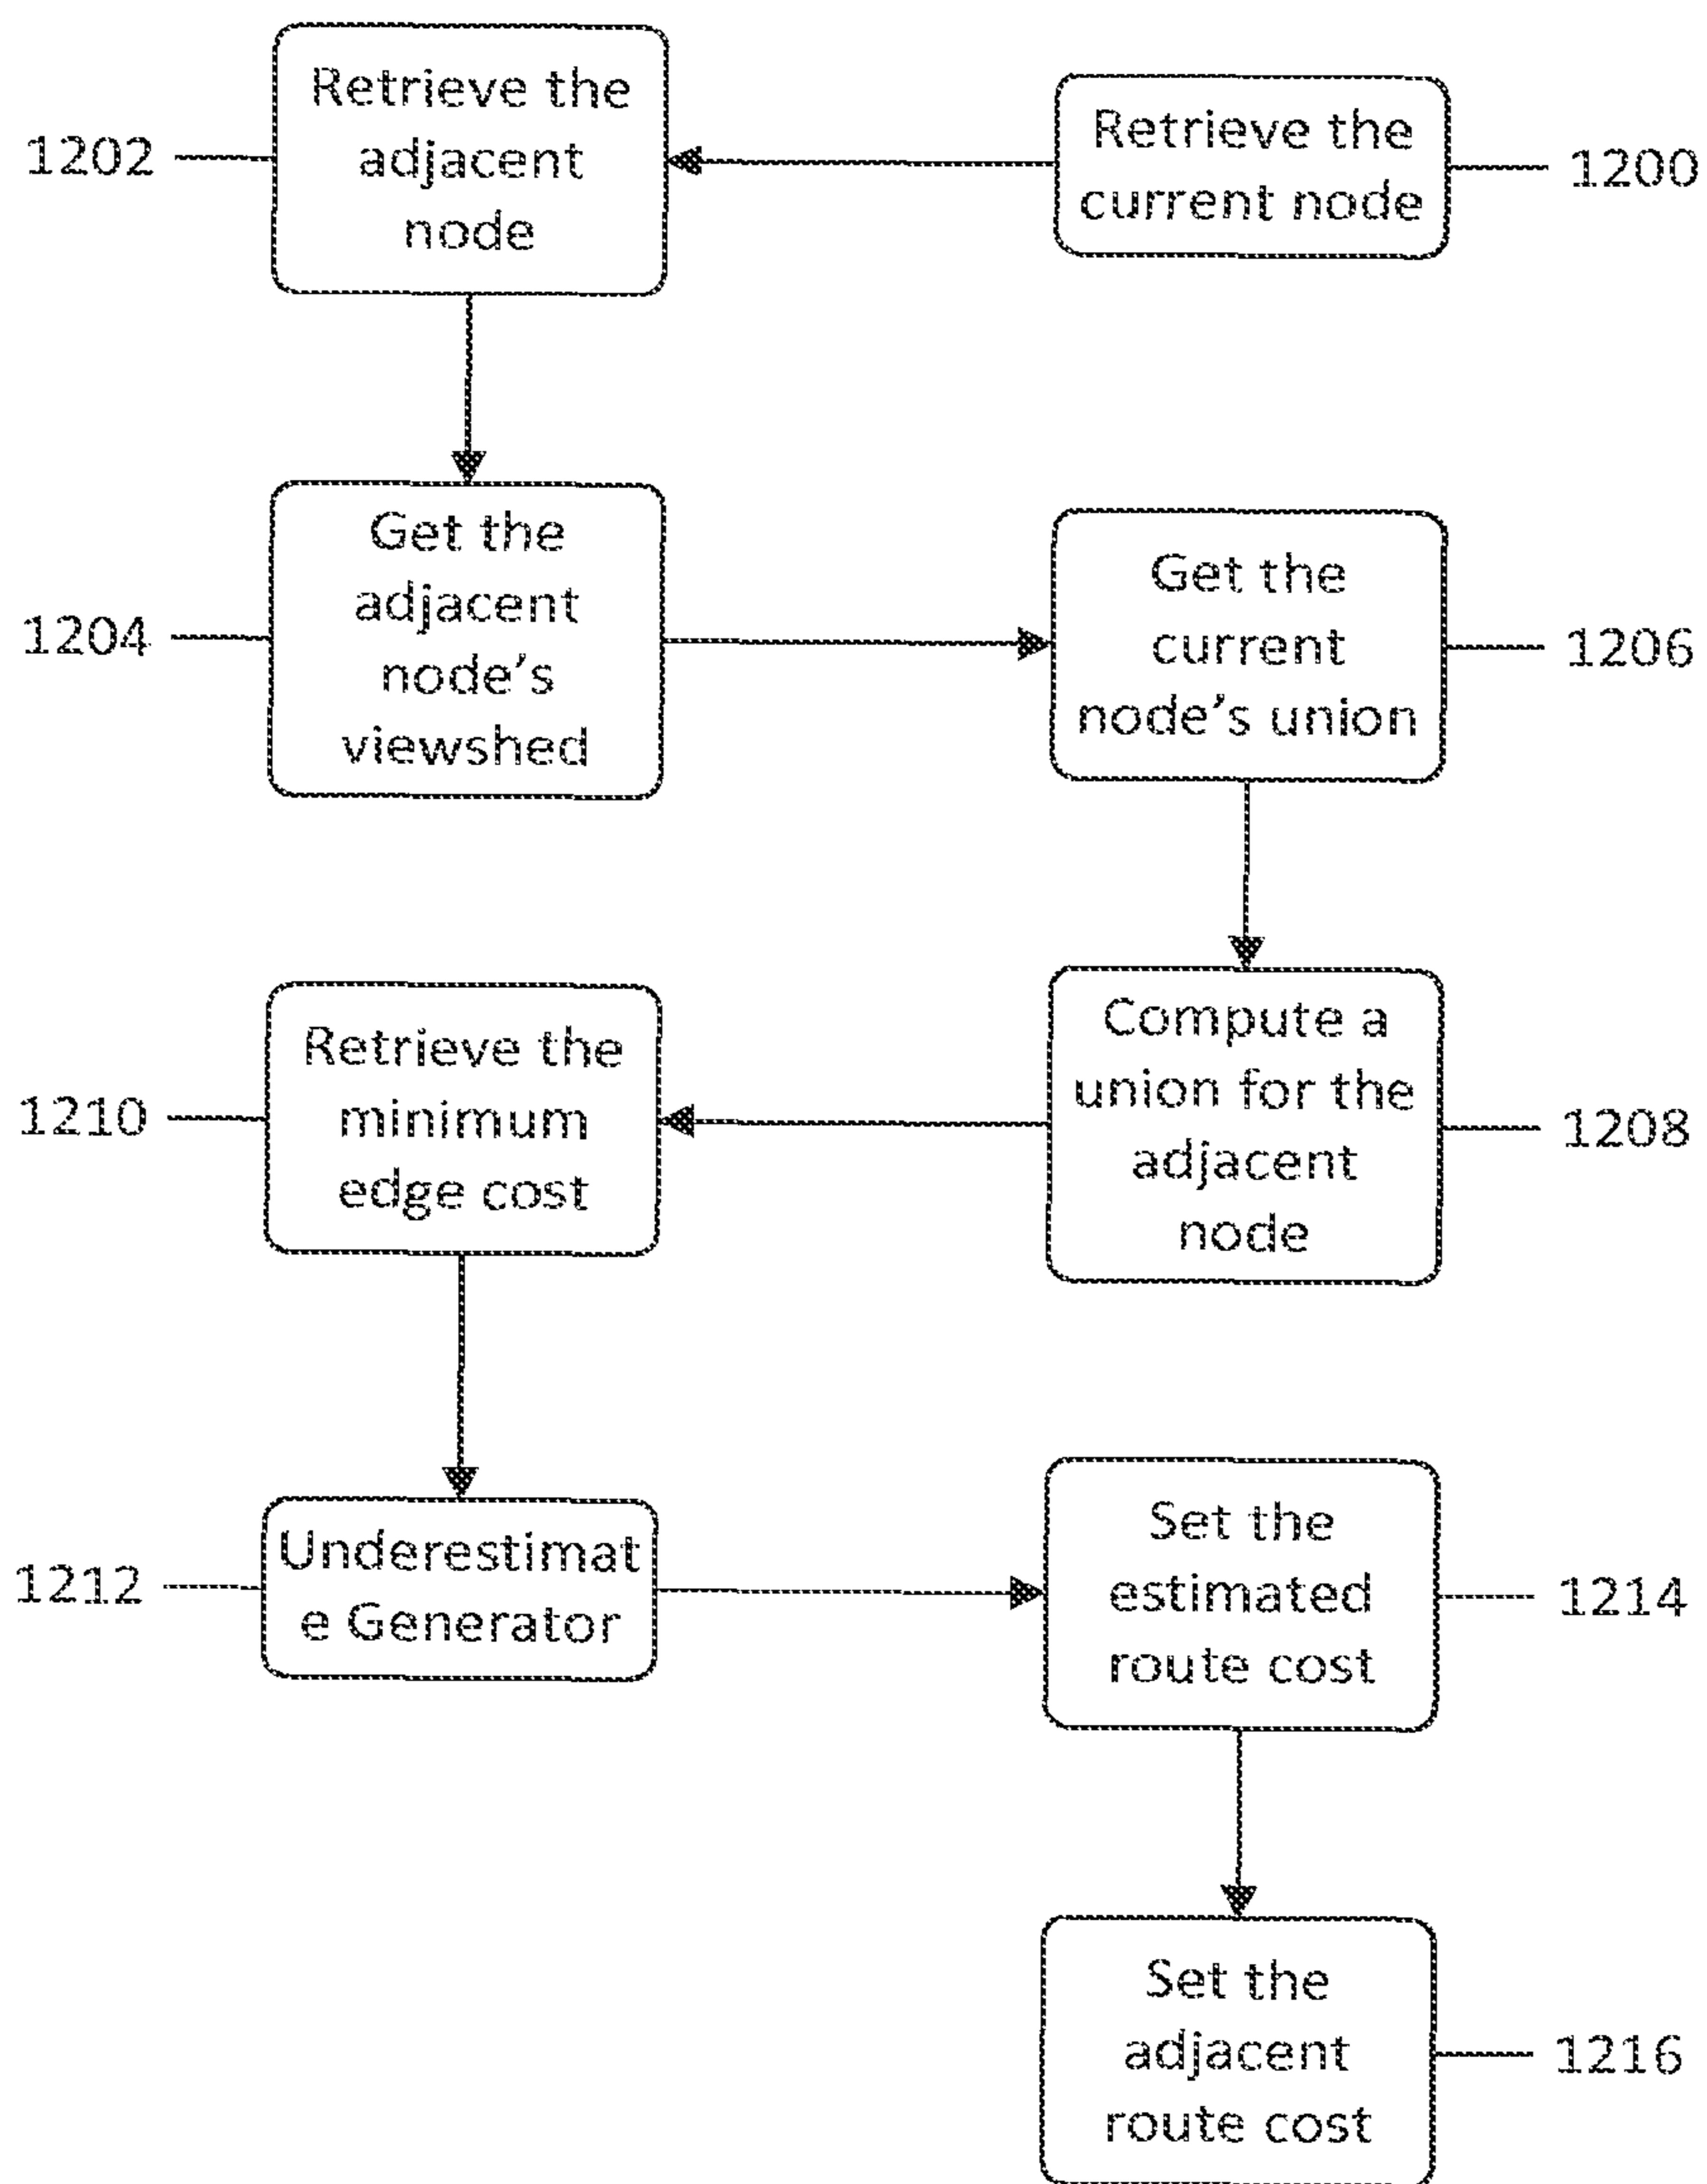 Retrieve the
adjacent
node
1202
Retrieve the
current node
1200
Get the
adjacent
node's
viewshed
1204
Get the
current
node's union
1206
Compute a
union for the
adjacent
node
1208
Retrieve the
minimum
edge cost
1210
Underestimat
e Generator
1212
Set the
estimated
route cost
1214
Set the
adjacent
route cost
1216